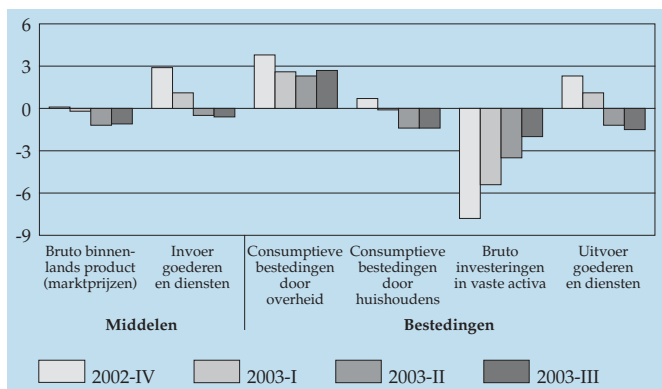 6
3
0
-3
-6
-9
Bruto binnen-
lands product
(marktprijzen)
Invoer
goederen
en diensten
Consumptieve
bestedingen
door
overheid
Consumptieve
bestedingen
door
huishoudens
Bruto
investeringen
in vaste activa
Uitvoer
goederen
en diensten
Middelen
Bestedingen
2002-IV
2003-I
2003-II
2003-III